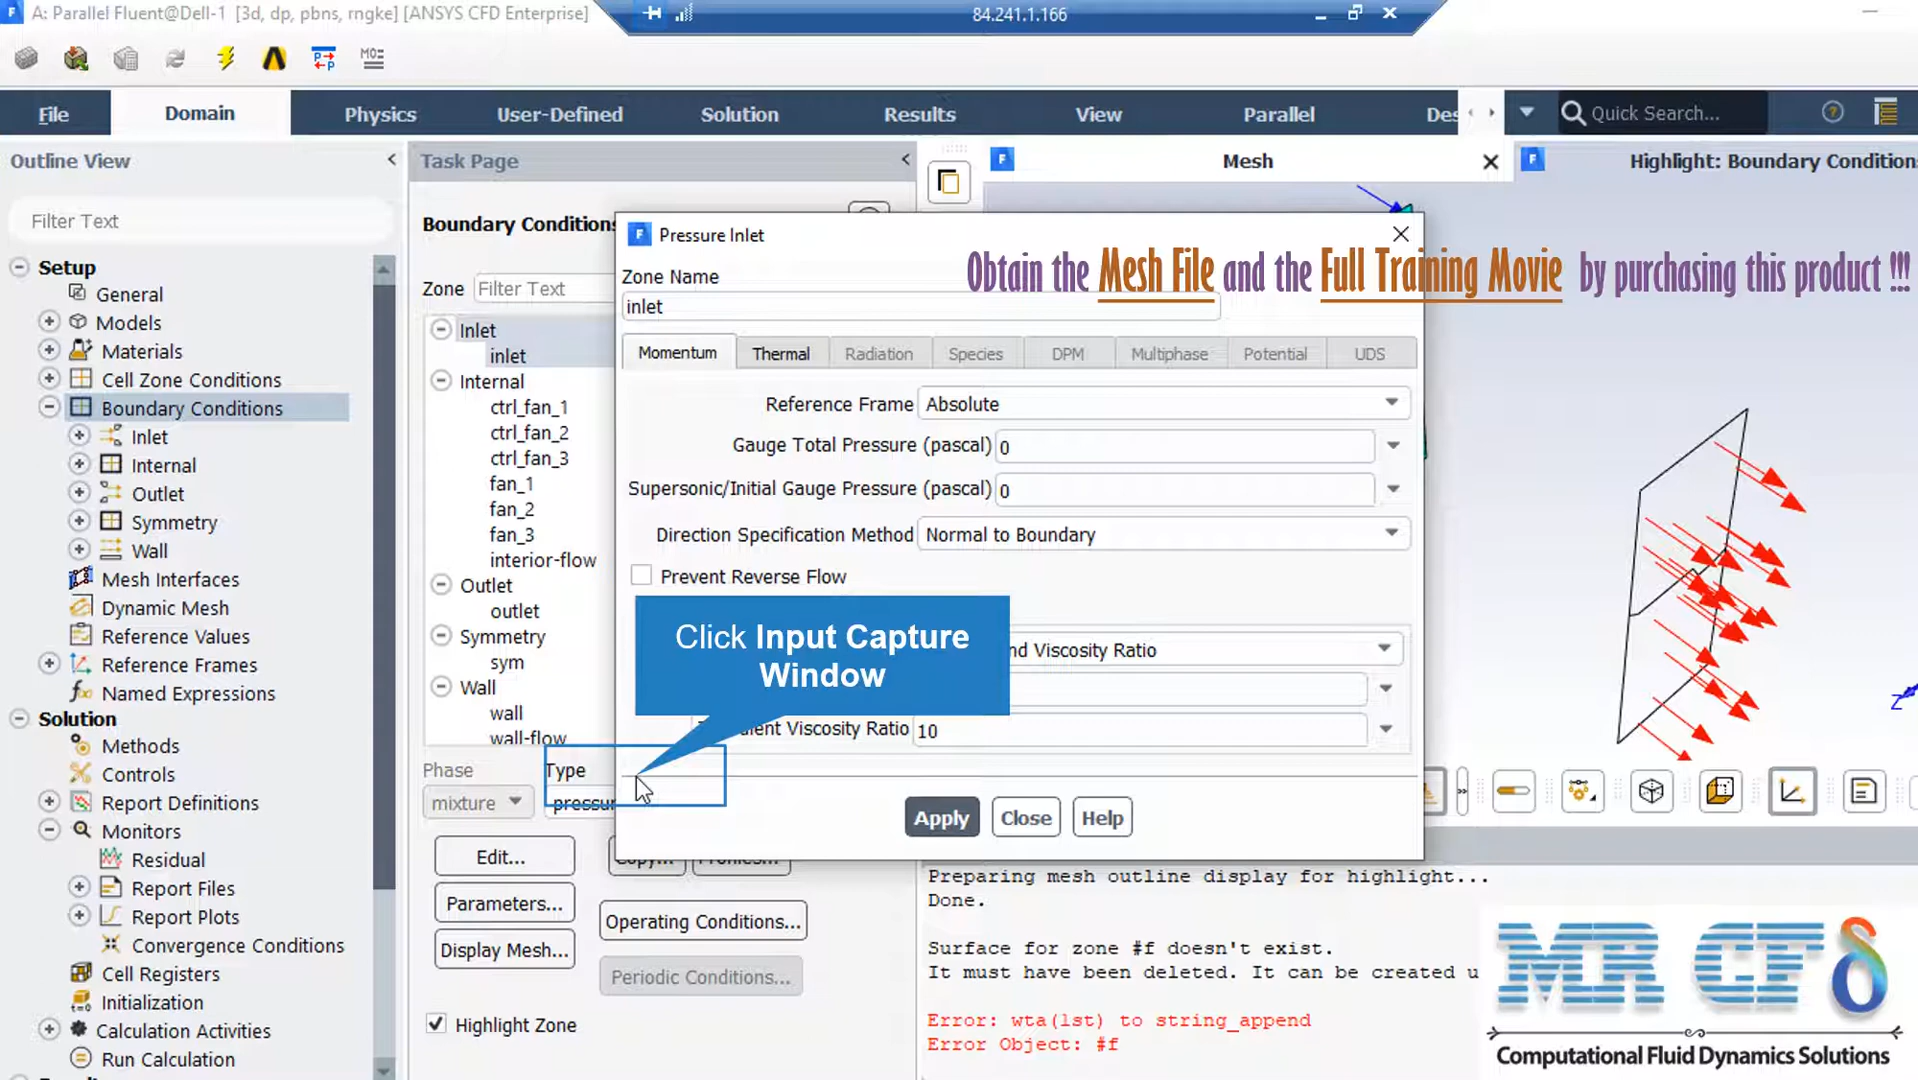 A: Parallel Fluent@Dell-1 [3d, dp, pbns, rngke] [ANSYS CFD Enterprise]
84.241.1.166
File
Domain
Physics
User-Defined
Solution
Results
View
Parallel
Des
Quick Search...
Outline View
Filter Text
Setup
General
Models
Materials
Cell Zone Conditions
Boundary Conditions
Inlet
Internal
Outlet
Symmetry
Wall
Mesh Interfaces
Dynamic Mesh
Reference Values
Reference Frames
Named Expressions
Solution
Methods
Controls
Report Definitions
Monitors
Residual
Report Files
Report Plots
Convergence Conditions
Cell Registers
Initialization
Calculation Activities
Run Calculation
Task Page
Boundary Conditions
Zone
Filter Text
Inlet
inlet
Internal
ctrl_fan_1
ctrl_fan_2
ctrl_fan_3
fan_1
fan_2
fan_3
interior-flow
Outlet
outlet
Symmetry
sym
Wall
wall
wall-flow
Phase
Type
mixture
pressu
Edit...
Copy...
Profiles...
Parameters...
Operating Conditions...
Display Mesh...
Periodic Conditions...
Highlight Zone
Mesh
Highlight: Boundary Condition
Pressure Inlet
Obtain the Mesh File and the Full Training Movie by purchasing this product !!!
Zone Name
inlet
Momentum
Thermal
Radiation
Species
DPM
Multiphase
Potential
UDS
Reference Frame
Absolute
Gauge Total Pressure (pascal)
0
Supersonic/Initial Gauge Pressure (pascal)
0
Direction Specification Method
Normal to Boundary
Prevent Reverse Flow
Click Input Capture
Window
nd Viscosity Ratio
lent Viscosity Ratio
10
Apply
Close
Help
Z
Preparing mesh outline display for highlight...
Done.
Surface for zone #f doesn't exist.
It must have been deleted. It can be created u
Error: wta(1st) to string_append
Error Object: #f
MR CFδ
Computational Fluid Dynamics Solutions